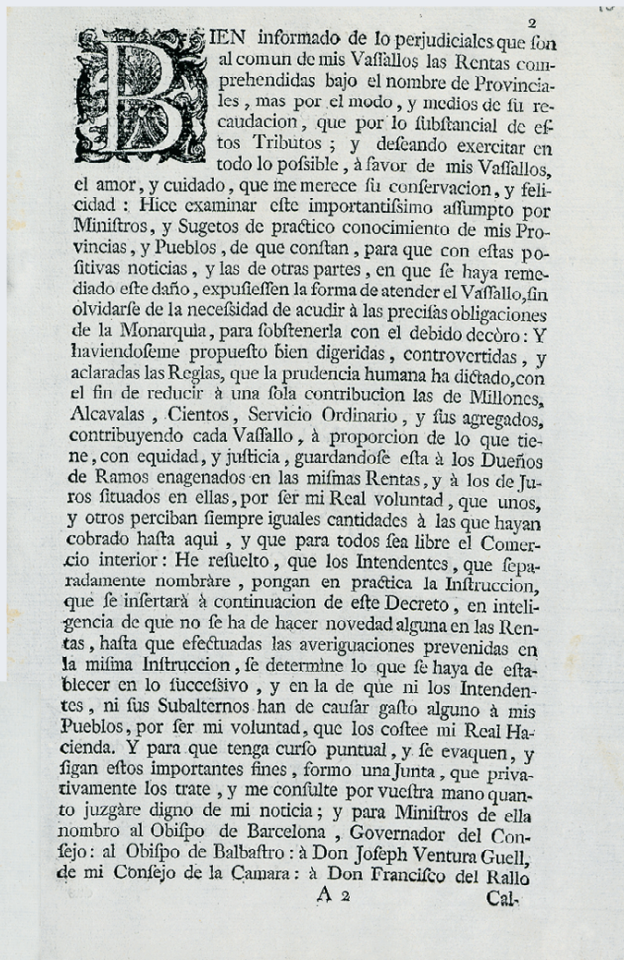 2
BIEN informado de lo perjudiciales que ſon
al comun de mis Vaſſallos las Rentas com-
prehendidas bajo el nombre de Provincia-
les, mas por el modo, y medios de ſu re-
caudacion, que por lo ſubſtancial de eſ-
tos Tributos; y deſeando exercitar en
todo lo poſsible, à favor de mis Vaſſallos,
el amor, y cuidado, que me merece ſu conſervacion, y feli-
cidad: Hice examinar eſte importantiſsimo aſſumpto por
Miniſtros, y Sugetos de practico conocimiento de mis Pro-
vincias, y Pueblos, de que conſtan, para que con eſtas po-
ſitivas noticias, y las de otras partes, en que ſe haya reme-
diado eſte daño, expuſieſſen la forma de atender el Vaſſallo, ſin
olvidarſe de la neceſsidad de acudir à las preciſas obligaciones
de la Monarquia, para ſobſtenerla con el debido decòro: Y
haviendoſeme propueſto bien digeridas, controvertidas, y
aclaradas las Reglas, que la prudencia humana ha dictado, con
el fin de reducir à una ſola contribucion las de Millones,
Alcavalas, Cientos, Servicio Ordinario, y ſus agregados,
contribuyendo cada Vaſſallo, à proporcion de lo que tie-
ne, con equidad, y juſticia, guardandoſe eſta à los Dueños
de Ramos enagenados en las miſmas Rentas, y à los de Ju-
ros ſituados en ellas, por ſer mi Real voluntad, que unos,
y otros perciban ſiempre iguales cantidades à las que hayan
cobrado haſta aqui, y que para todos ſea libre el Comer-
cio interior: He reſuelto, que los Intendentes, que ſepa-
radamente nombràre, pongan en practica la Inſtruccion,
que ſe inſertarà à continuacion de eſte Decreto, en inteli-
gencia de que no ſe ha de hacer novedad alguna en las Ren-
tas, haſta que efectuadas las averiguaciones prevenidas en
la miſma Inſtruccion, ſe determine lo que ſe haya de eſta-
blecer en lo ſucceſsivo, y en la de que ni los Intenden-
tes, ni ſus Subalternos han de cauſar gaſto alguno à mis
Pueblos, por ſer mi voluntad, que los coſtee mi Real Ha-
cienda. Y para que tenga curſo puntual, y ſe evaquen, y
ſigan eſtos importantes fines, formo una Junta, que priva-
tivamente los trate, y me conſulte por vueſtra mano quan-
to juzgàre digno de mi noticia; y para Miniſtros de ella
nombro al Obiſpo de Barcelona, Governador del Con-
ſejo: al Obiſpo de Balbaſtro: à Don Joſeph Ventura Guell,
de mi Conſejo de la Camara: à Don Franciſco del Rallo
A 2 Cal-